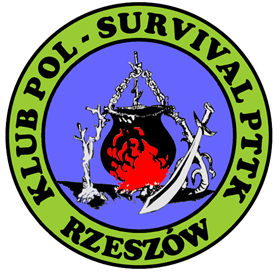 KLUB POL - SURVIVAL PTTK
RZESZÓW